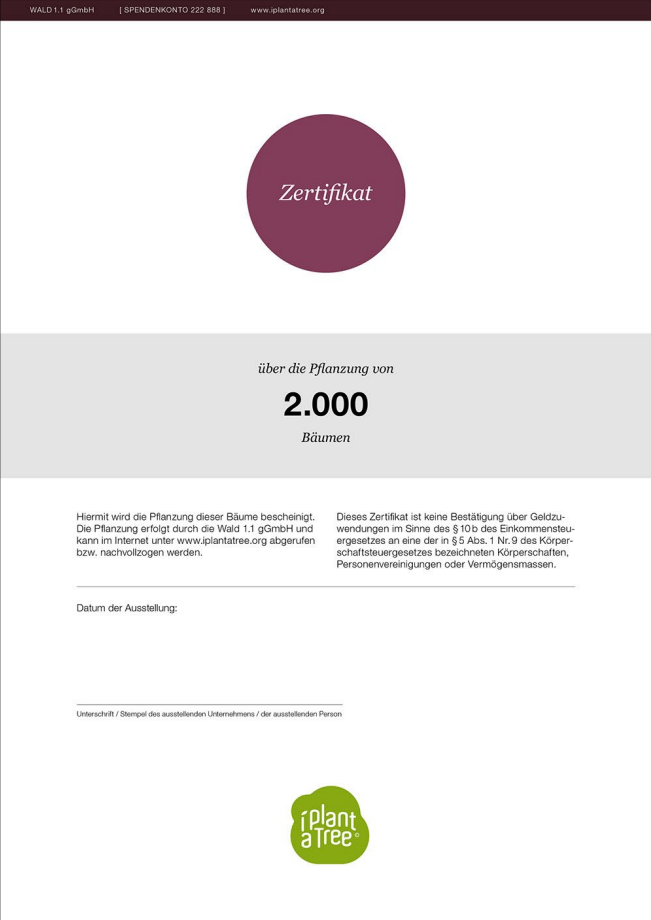 WALD 1.1 gGmbH [ SPENDENKONTO 222 888 ] www.iplantatree.org
Zertifikat
über die Pflanzung von
2.000
Bäumen
Hiermit wird die Pflanzung dieser Bäume bescheinigt.
Die Pflanzung erfolgt durch die Wald 1.1 gGmbH und
kann im Internet unter www.iplantatree.org abgerufen
bzw. nachvollzogen werden.
Dieses Zertifikat ist keine Bestätigung über Geldzu-
wendungen im Sinne des § 10 b des Einkommensteu-
ergesetzes an eine der in § 5 Abs. 1 Nr. 9 des Körper-
schaftsteuergesetzes bezeichneten Körperschaften,
Personenvereinigungen oder Vermögensmassen.
Datum der Ausstellung:
Unterschrift / Stempel des ausstellenden Unternehmens / der ausstellenden Person
i Plant
a Tree ©